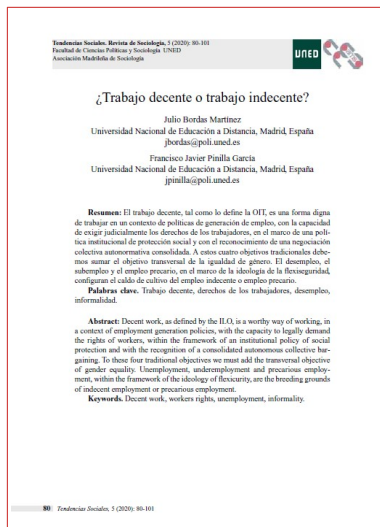 Tendencias Sociales. Revista de Sociología, 5 (2020): 80-101
Facultad de Ciencias Políticas y Sociología UNED
Asociación Madrileña de Sociología
UNED
¿Trabajo decente o trabajo indecente?
Julio Bordas Martínez
Universidad Nacional de Educación a Distancia, Madrid, España
jbordas@poli.uned.es
Francisco Javier Pinilla García
Universidad Nacional de Educación a Distancia, Madrid, España
jpinilla@poli.uned.es
Resumen: El trabajo decente, tal como lo define la OIT, es una forma digna
de trabajar en un contexto de políticas de generación de empleo, con la capacidad
de exigir judicialmente los derechos de los trabajadores, en el marco de una polí-
tica institucional de protección social y con el reconocimiento de una negociación
colectiva autonormativa consolidada. A estos cuatro objetivos tradicionales debe-
mos sumar el objetivo transversal de la igualdad de género. El desempleo, el
subempleo y el empleo precario, en el marco de la ideología de la flexiseguridad,
configuran el caldo de cultivo del empleo indecente o empleo precario.
Palabras clave. Trabajo decente, derechos de los trabajadores, desempleo,
informalidad.
Abstract: Decent work, as defined by the ILO, is a worthy way of working, in
a context of employment generation policies, with the capacity to legally demand
the rights of workers, within the framework of an institutional policy of social
protection and with the recognition of a consolidated autonomous collective bar-
gaining. To these four traditional objectives we must add the transversal objective
of gender equality. Unemployment, underemployment and precarious employ-
ment, within the framework of the ideology of flexicurity, are the breeding grounds
of indecent employment or precarious employment.
Keywords. Decent work, workers rights, unemployment, informality.
80 Tendencias Sociales, 5 (2020): 80-101